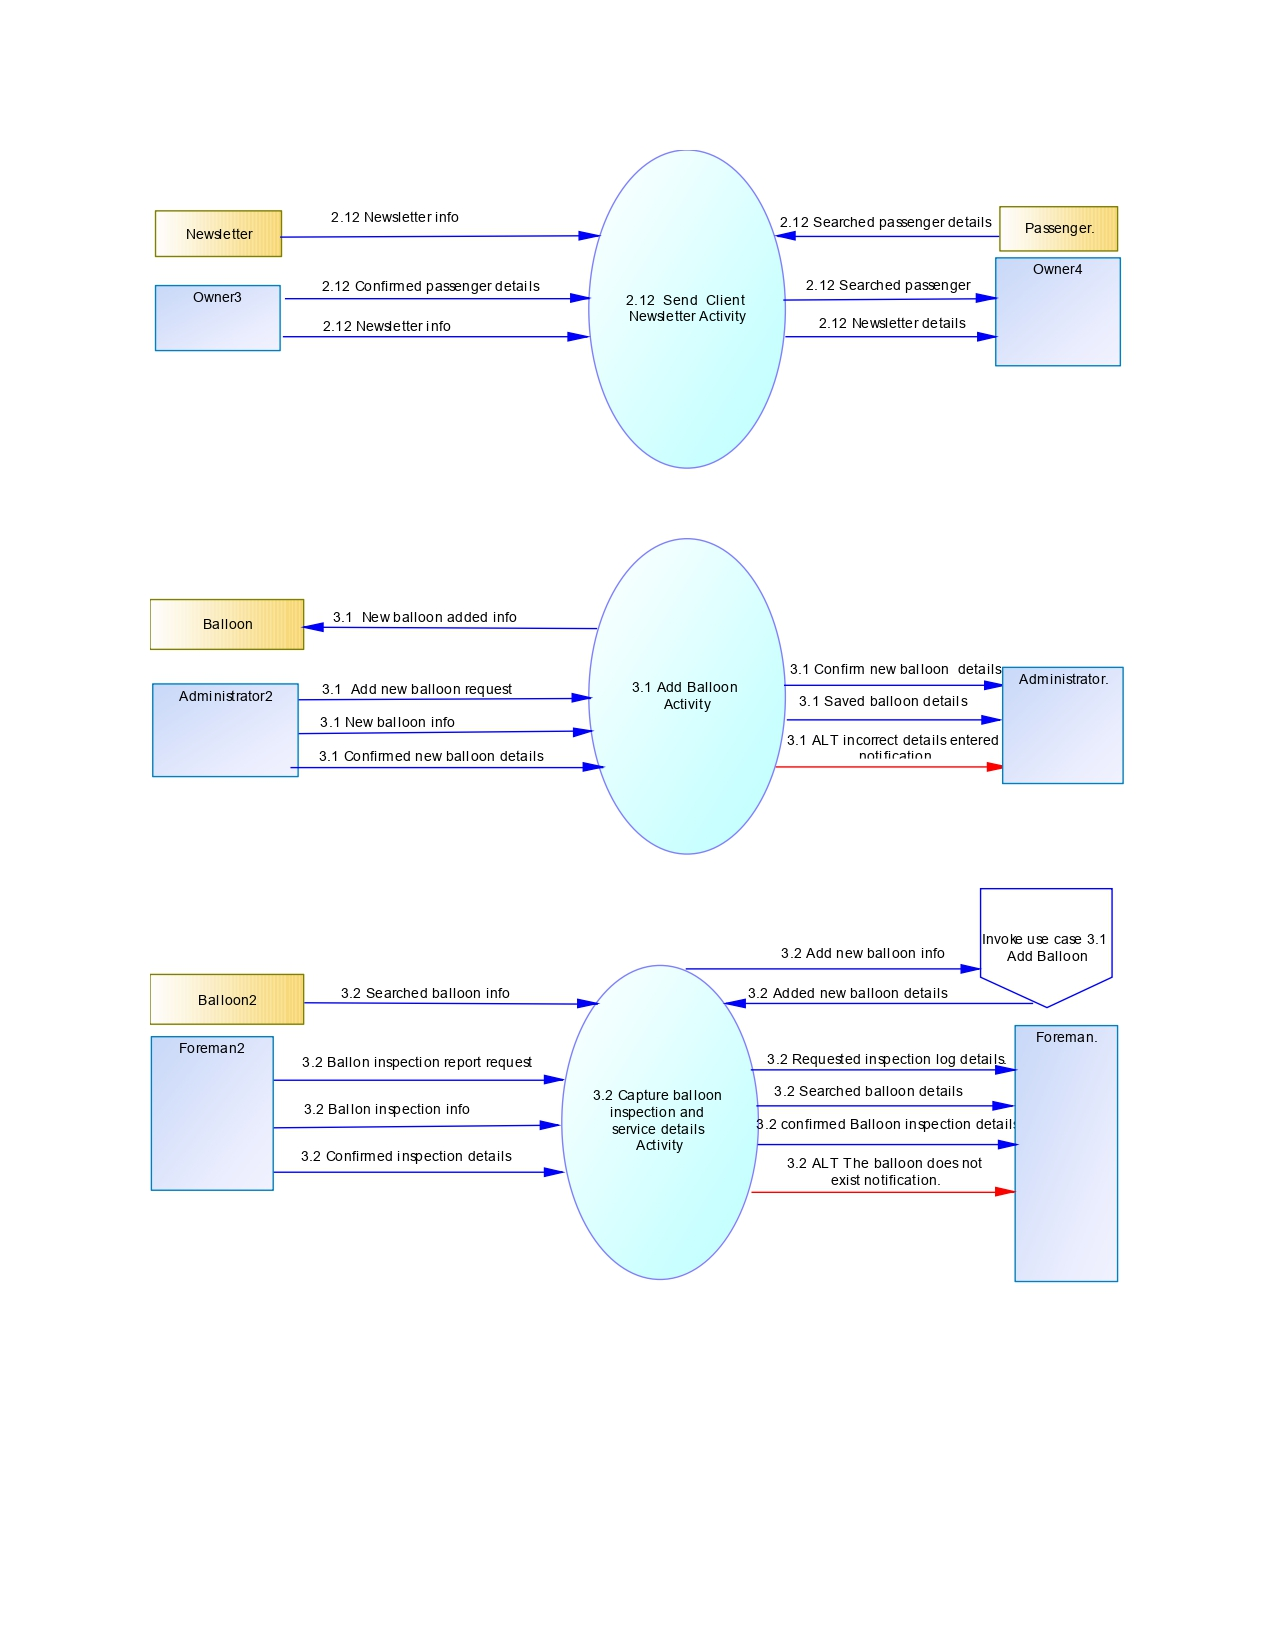 2.12 Newsletter info
Newsletter
2.12 Searched passenger details
Passenger.
Owner3
2.12 Confirmed passenger details
2.12 Newsletter info
2.12 Send Client
Newsletter Activity
2.12 Searched passenger
2.12 Newsletter details
Owner4
Balloon
3.1 New balloon added info
Administrator2
3.1 Add new balloon request
3.1 New balloon info
3.1 Confirmed new balloon details
3.1 Add Balloon
Activity
3.1 Confirm new balloon details
3.1 Saved balloon details
3.1 ALT incorrect details entered
notification
Administrator.
Invoke use case 3.1
Add Balloon
3.2 Add new balloon info
3.2 Added new balloon details
Balloon2
3.2 Searched balloon info
Foreman2
3.2 Ballon inspection report request
3.2 Ballon inspection info
3.2 Confirmed inspection details
3.2 Capture balloon
inspection and
service details
Activity
3.2 Requested inspection log details.
3.2 Searched balloon details
3.2 confirmed Balloon inspection details
3.2 ALT The balloon does not
exist notification.
Foreman.